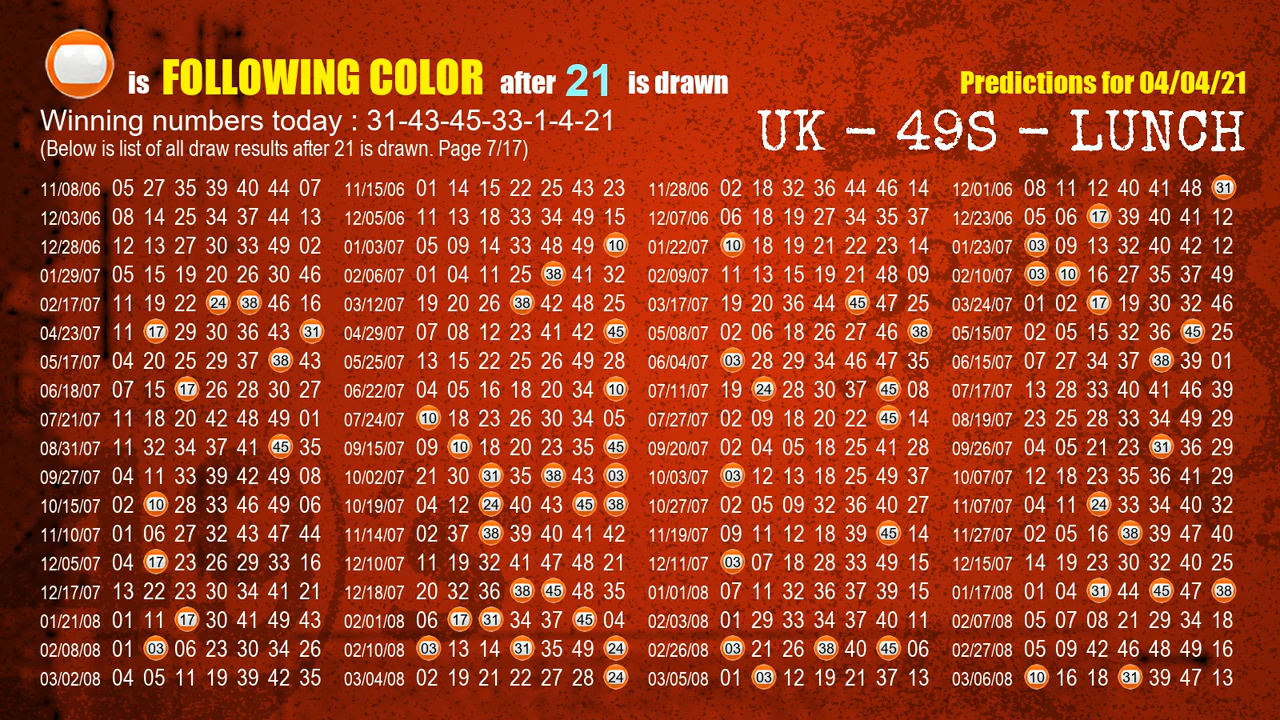 is FOLLOWING COLOR after 21 is drawn
Predictions for 04/04/21
Winning numbers today : 31-43-45-33-1-4-21
UK - 49S - LUNCH
(Below is list of all draw results after 21 is drawn. Page 7/17)
11/08/06 05 27 35 39 40 44 07 11/15/06 01 14 15 22 25 43 23 11/28/06 02 18 32 36 44 46 14 12/01/06 08 11 12 40 41 48 31
12/03/06 08 14 25 34 37 44 13 12/05/06 11 13 18 33 34 49 15 12/07/06 06 18 19 27 34 35 37 12/23/06 05 06 17 39 40 41 12
12/28/06 12 13 27 30 33 49 02 01/03/07 05 09 14 33 48 49 10 01/22/07 10 18 19 21 22 23 14 01/23/07 03 09 13 32 40 42 12
01/29/07 05 15 19 20 26 30 46 02/06/07 01 04 11 25 38 41 32 02/09/07 11 13 15 19 21 48 09 02/10/07 03 10 16 27 35 37 49
02/17/07 11 19 22 24 38 46 16 03/12/07 19 20 26 38 42 48 25 03/17/07 19 20 36 44 45 47 25 03/24/07 01 02 17 19 30 32 46
04/23/07 11 17 29 30 36 43 31 04/29/07 07 08 12 23 41 42 45 05/08/07 02 06 18 26 27 46 38 05/15/07 02 05 15 32 36 45 25
05/17/07 04 20 25 29 37 38 43 05/25/07 13 15 22 25 26 49 28 06/04/07 03 28 29 34 46 47 35 06/15/07 07 27 34 37 38 39 01
06/18/07 07 15 17 26 28 30 27 06/22/07 04 05 16 18 20 34 10 07/11/07 19 24 28 30 37 45 08 07/17/07 13 28 33 40 41 46 39
07/21/07 11 18 20 42 48 49 01 07/24/07 10 18 23 26 30 34 05 07/27/07 02 09 18 20 22 45 14 08/19/07 23 25 28 33 34 49 29
08/31/07 11 32 34 37 41 45 35 09/15/07 09 10 18 20 23 35 45 09/20/07 02 04 05 18 25 41 28 09/26/07 04 05 21 23 31 36 29
09/27/07 04 11 33 39 42 49 08 10/02/07 21 30 31 35 38 43 03 10/03/07 03 12 13 18 25 49 37 10/07/07 12 18 23 35 36 41 29
10/15/07 02 10 28 33 46 49 06 10/19/07 04 12 24 40 43 45 38 10/27/07 02 05 09 32 36 40 27 11/07/07 04 11 24 33 34 40 32
11/10/07 01 06 27 32 43 47 44 11/14/07 02 37 38 39 40 41 42 11/19/07 09 11 12 18 39 45 14 11/27/07 02 05 16 38 39 47 40
12/05/07 04 17 23 26 29 33 16 12/10/07 11 19 32 41 47 48 21 12/11/07 03 07 18 28 29 33 15 12/15/07 14 19 23 30 32 40 25
12/17/07 13 22 23 30 34 41 21 12/18/07 20 32 36 38 45 48 35 01/01/08 07 11 32 36 37 39 15 01/17/08 01 04 31 44 45 47 38
01/21/08 01 11 17 30 41 49 43 02/01/08 06 17 31 34 37 45 04 02/03/08 01 29 33 34 37 40 11 02/07/08 05 07 08 21 29 34 18
02/08/08 01 03 06 23 30 34 26 02/10/08 03 13 14 31 35 49 24 02/26/08 03 21 26 38 40 45 06 02/27/08 05 09 42 46 48 49 16
03/02/08 04 05 11 19 39 42 35 03/04/08 02 19 21 22 27 28 24 03/05/08 01 03 12 19 21 37 13 03/06/08 10 16 18 31 39 47 13